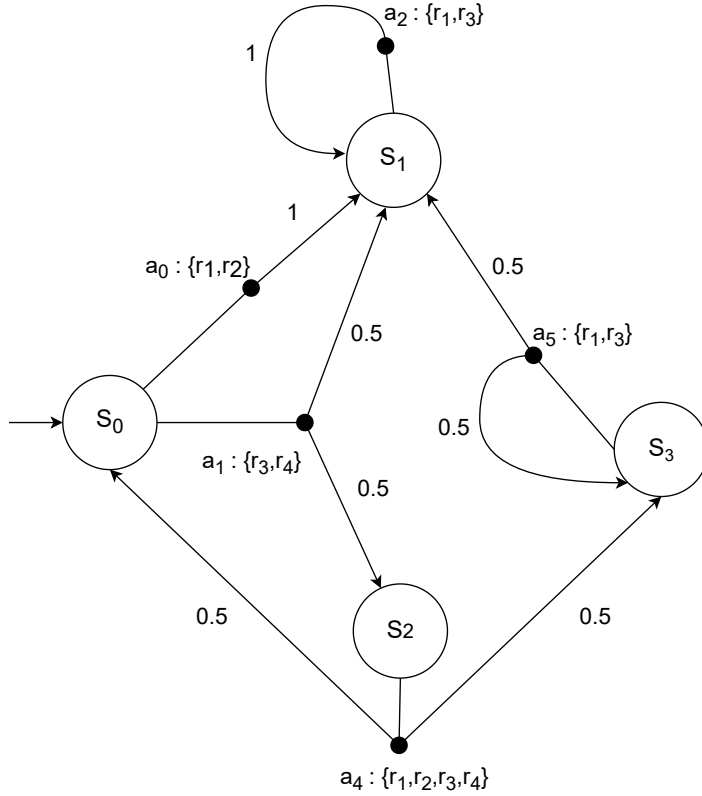 a₂ : {r₁,r₃}
1
S₁
1
a₀ : {r₁,r₂}
0.5
0.5
a₅ : {r₁,r₃}
S₀
0.5
S₃
a₁ : {r₃,r₄}
0.5
0.5
0.5
S2
a₄ : {r₁,r₂,r₃,r₄}